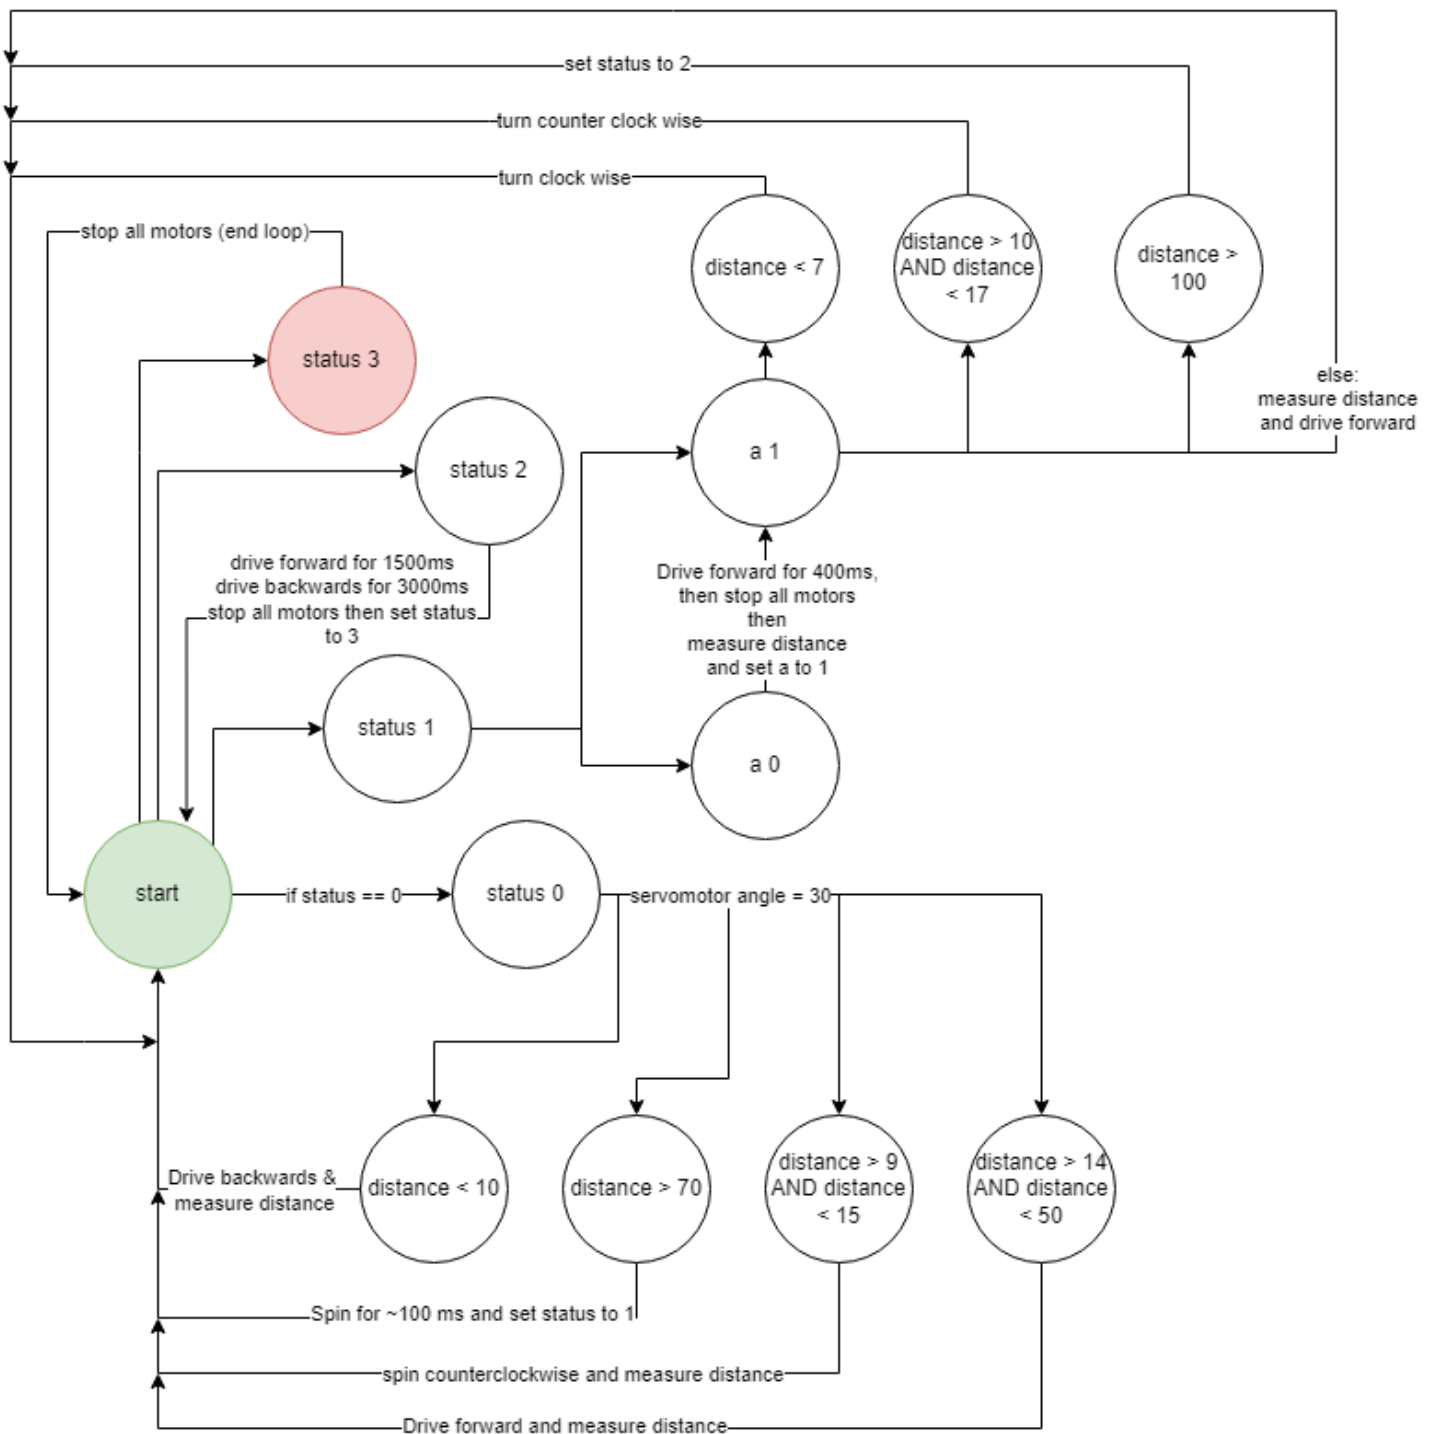 set status to 2
turn counter clock wise
turn clock wise
stop all motors (end loop)
distance < 7
distance > 10
AND distance
< 17
distance >
100
status 3
else:
measure distance
and drive forward
status 2
a 1
drive forward for 1500ms
drive backwards for 3000ms
stop all motors then set status
to 3
Drive forward for 400ms,
then stop all motors
then
measure distance
and set a to 1
status 1
a 0
start
if status == 0
status 0
servomotor angle = 30
Drive backwards &
measure distance
distance < 10
distance > 70
distance > 9
AND distance
< 15
distance > 14
AND distance
< 50
Spin for ~100 ms and set status to 1
spin counterclockwise and measure distance
Drive forward and measure distance